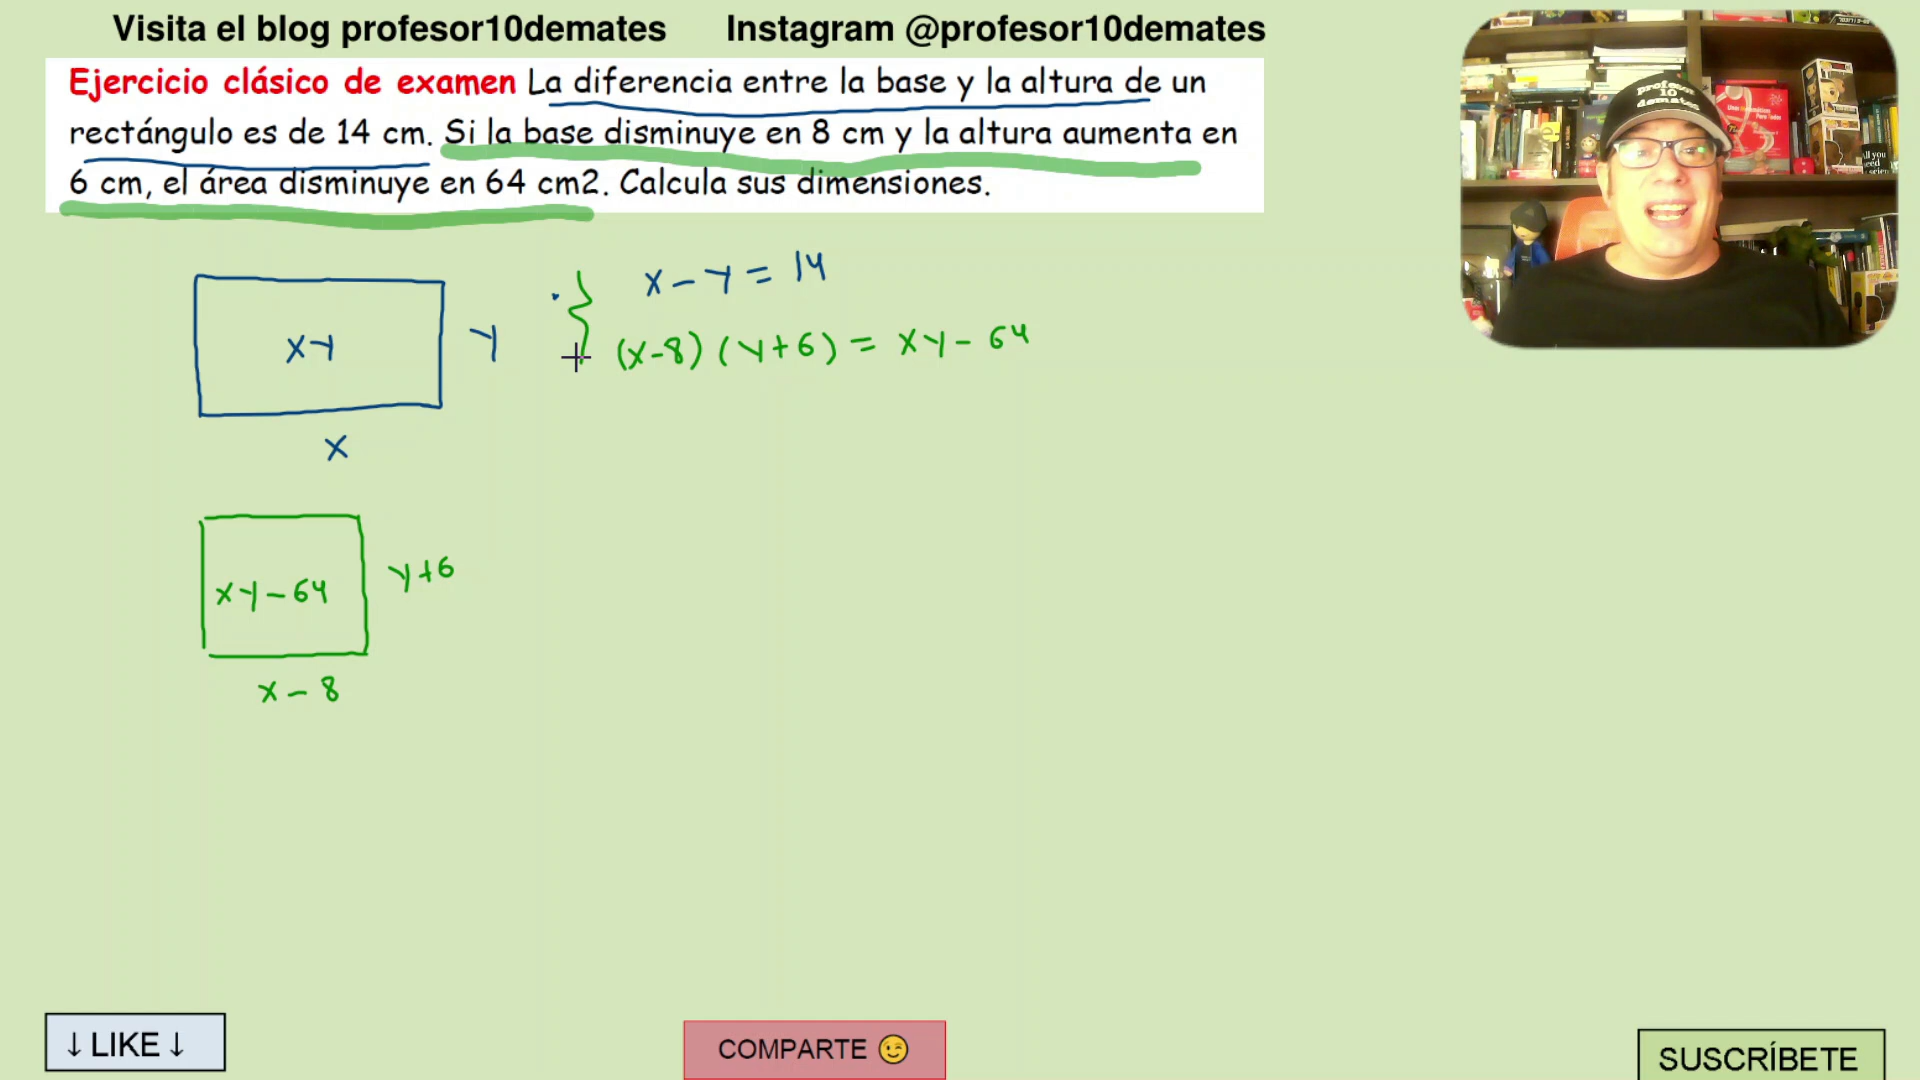 Visita el blog profesor10demates Instagram @profesor10demates
Ejercicio clásico de examen La diferencia entre la base y la altura de un
rectángulo es de 14 cm. Si la base disminuye en 8 cm y la altura aumenta en
6 cm, el área disminuye en 64 cm2. Calcula sus dimensiones.
profesor
10
demates
x - y = 14
(x-8) (y+6) = xy - 64
xy
y
x
xy - 64
y+6
x - 8
↓ LIKE ↓
COMPARTE 😉
SUSCRÍBETE